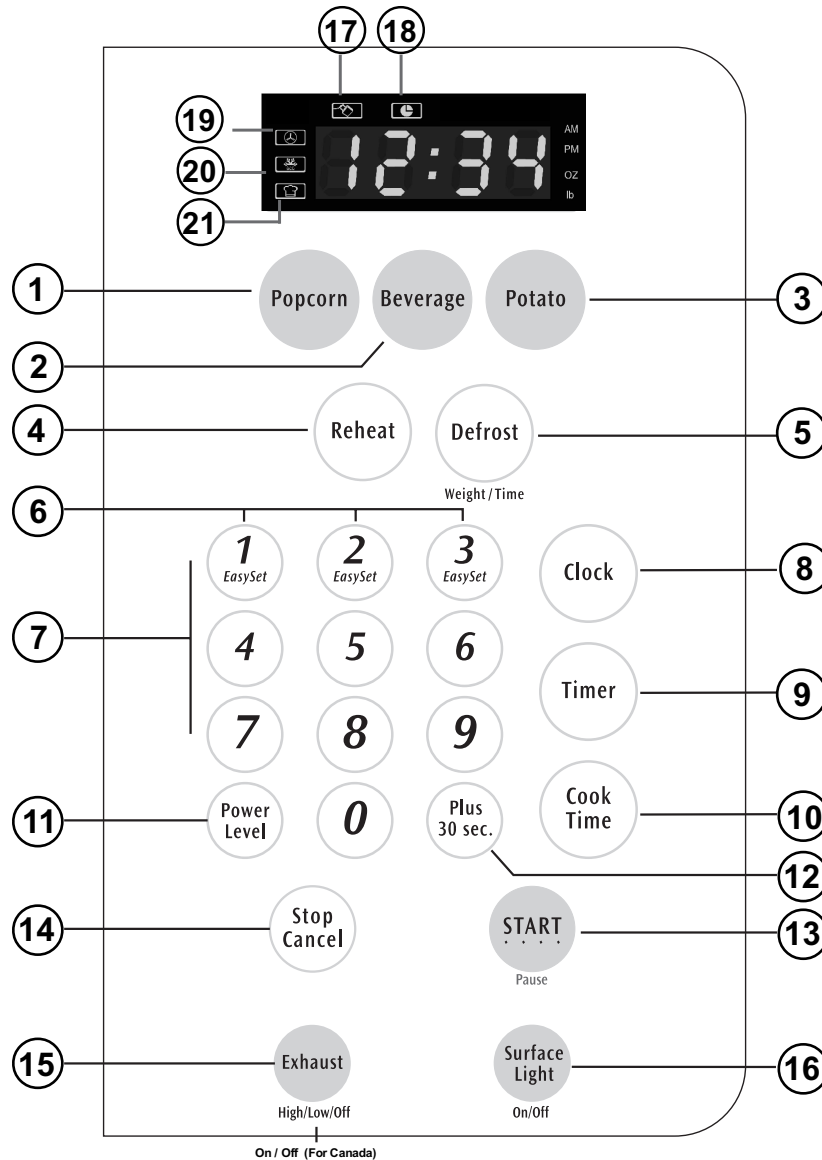 17 18
19
20
21
12:34
AM
PM
OZ
lb
1 Popcorn Beverage Potato 3
2
4 Reheat Defrost 5
Weight / Time
6
1 2 3
EasySet EasySet EasySet
Clock 8
7 4 5 6
Timer 9
7 8 9
11 Power Level 0 Plus 30 sec.
Cook Time 10
12
14 Stop Cancel START 13
Pause
15 Exhaust Surface Light 16
High/Low/Off On/Off
On / Off (For Canada)